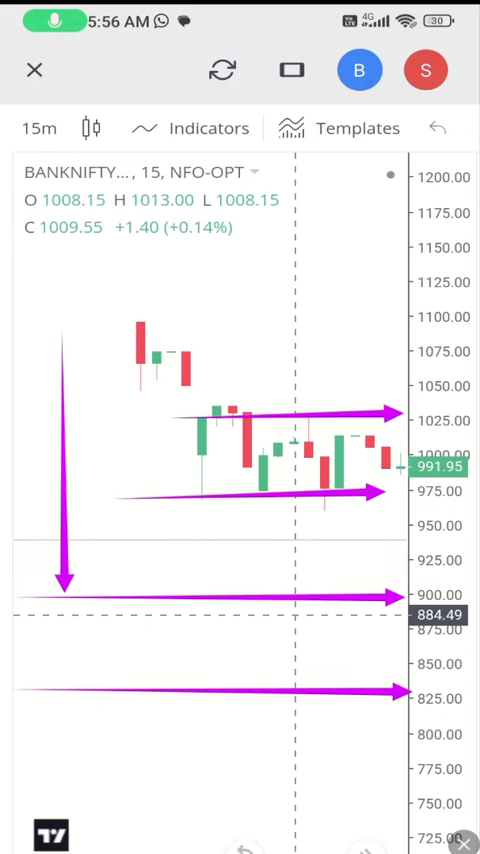 5:56 AM
Vo
LTE
4G
30
B
S
15m
Indicators
Templates
BANKNIFTY..., 15, NFO-OPT
O 1008.15 H 1013.00 L 1008.15
C 1009.55 +1.40 (+0.14%)
1200.00
1175.00
1150.00
1125.00
1100.00
1075.00
1050.00
1025.00
1000.00
991.95
975.00
950.00
925.00
900.00
884.49
875.00
850.00
825.00
800.00
775.00
750.00
725.00